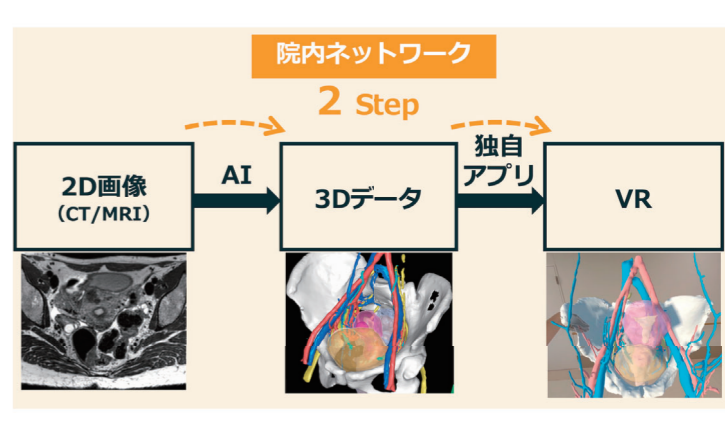 院内ネットワーク
2 Step
2D画像
(CT/MRI)
AI
3Dデータ
独自
アプリ
VR